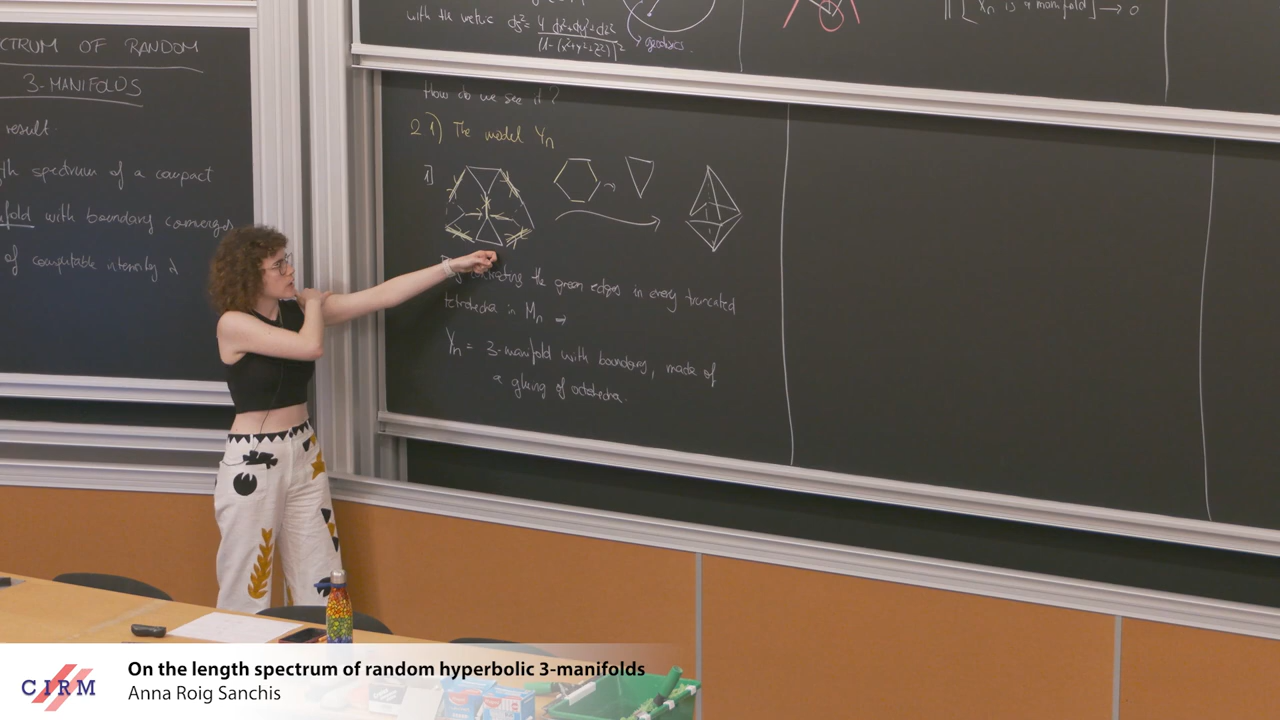 CTRUM OF RANDOM
3-MANIFOLDS
result.
th spectrum of a compact
ifold with boundary converges
of computable intensity λ
with the metric dg² = 4 dx²+dy²+dz² / (1-(x²+y²+z²))²
geodesics.
Xn is a manifold] → 0
How do we see it?
2.1) The model Yn
1]
contracting the green edges in every truncated
tetrahedra in Mn ⇒
Yn = 3-manifold with boundary, made of
a gluing of octahedra.
CIRM
On the length spectrum of random hyperbolic 3-manifolds
Anna Roig Sanchis